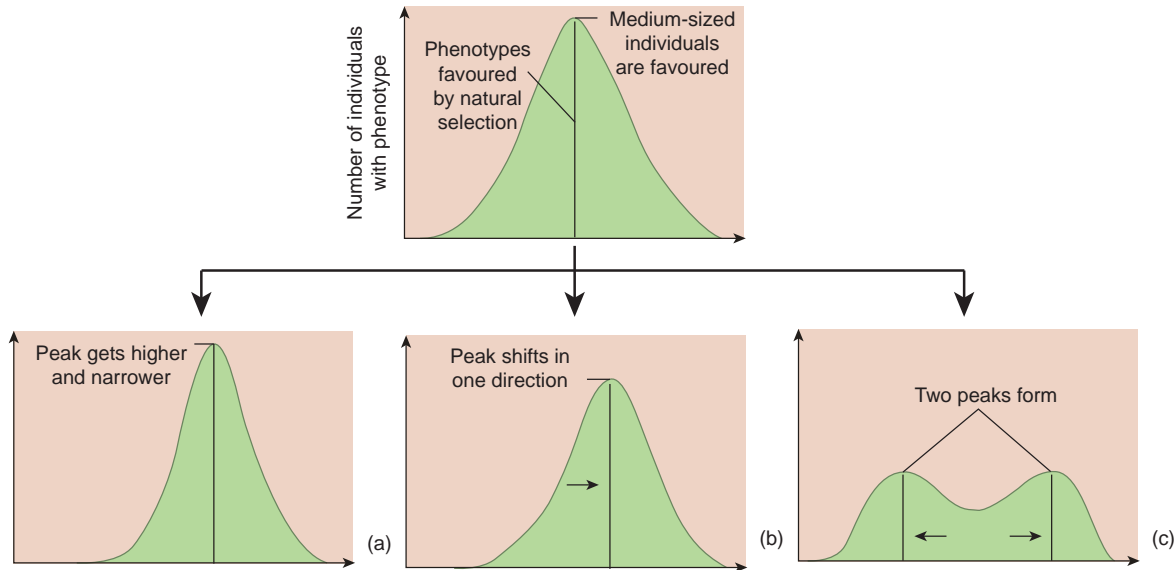 Number of individuals
with phenotype
Phenotypes
favoured
by natural
selection
Medium-sized
individuals
are favoured
Peak gets higher
and narrower
(a)
Peak shifts in
one direction
(b)
Two peaks form
(c)